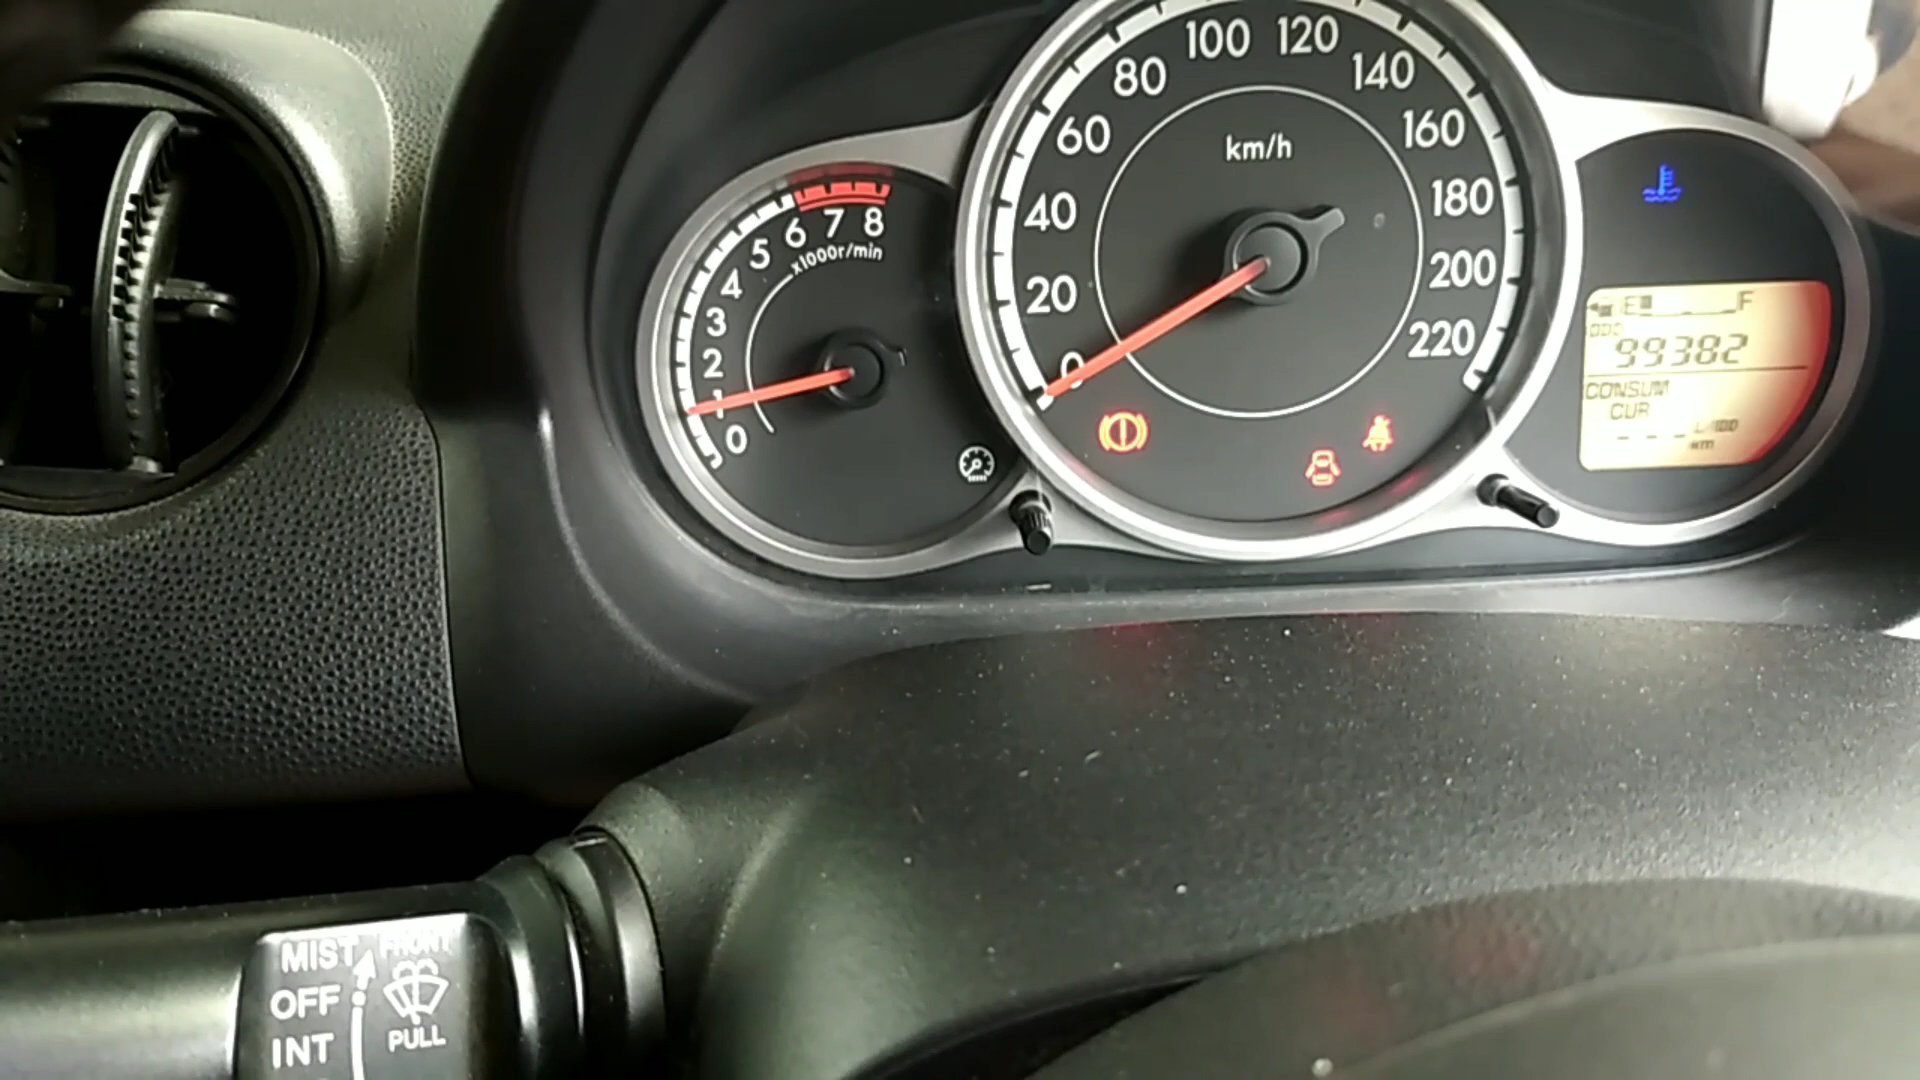 0
1
2
3
4
5
6
7
8
x1000r/min
0
20
40
60
80
100
120
140
160
180
200
220
km/h
E F
ODO
99382
CONSUM
CUR
---- L/100
km
MIST FRONT
OFF
INT PULL